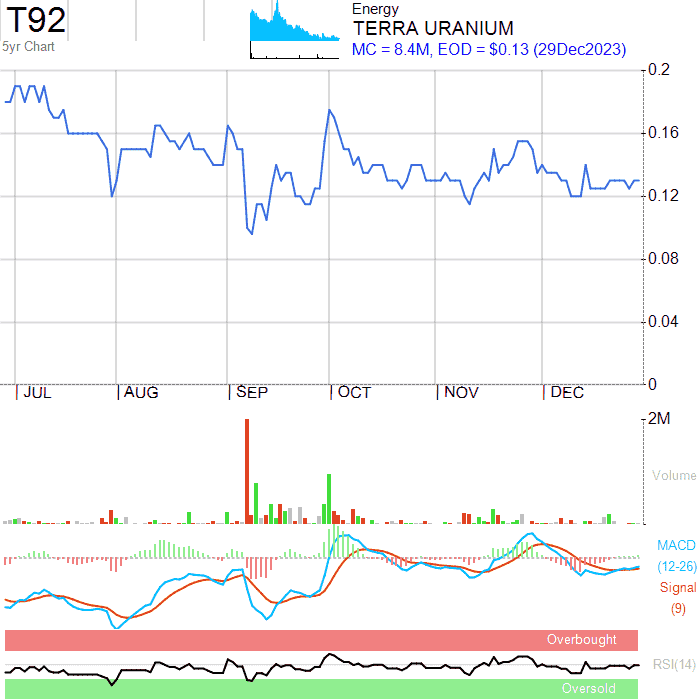 T92
5yr Chart
Energy
TERRA URANIUM
MC = 8.4M, EOD = $0.13 (29Dec2023)
0.2
0.16
0.12
0.08
0.04
0
JUL AUG SEP OCT NOV DEC
2M
Volume
MACD
(12-26)
Signal
(9)
Overbought
RSI(14)
Oversold